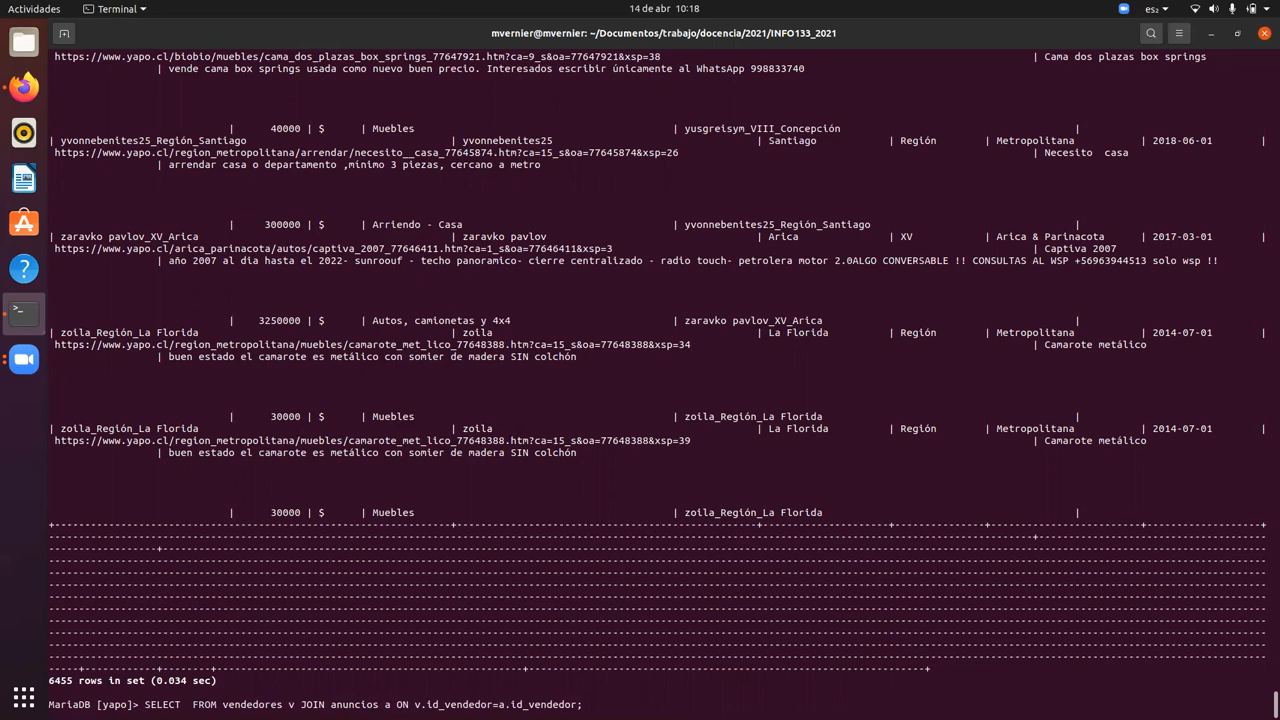 Actividades Terminal 14 de abr 10:18 es₂
mvernier@mvernier: ~/Documentos/trabajo/docencia/2021/INFO133_2021
https://www.yapo.cl/biobio/muebles/cama_dos_plazas_box_springs_77647921.htm?ca=9_s&oa=77647921&xsp=38 | Cama dos plazas box springs
| vende cama box springs usada como nuevo buen precio. Interesados escribir únicamente al WhatsApp 998833740
| 40000 | $ | Muebles | yusgreisym_VIII_Concepción |
| yvonnebenites25_Región_Santiago | yvonnebenites25 | Santiago | Región | Metropolitana | 2018-06-01 |
https://www.yapo.cl/region_metropolitana/arrendar/necesito__casa_77645874.htm?ca=15_s&oa=77645874&xsp=26 | Necesito  casa
| arrendar casa o departamento ,mínimo 3 piezas, cercano a metro
| 300000 | $ | Arriendo - Casa | yvonnebenites25_Región_Santiago |
| zaravko pavlov_XV_Arica | zaravko pavlov | Arica | XV | Arica & Parinacota | 2017-03-01 |
https://www.yapo.cl/arica_parinacota/autos/captiva_2007_77646411.htm?ca=1_s&oa=77646411&xsp=3 | Captiva 2007
| año 2007 al dia hasta el 2022- sunroouf - techo panoramico- cierre centralizado - radio touch- petrolera motor 2.0ALGO CONVERSABLE !! CONSULTAS AL WSP +56963944513 solo wsp !!
| 3250000 | $ | Autos, camionetas y 4x4 | zaravko pavlov_XV_Arica |
| zoila_Región_La Florida | zoila | La Florida | Región | Metropolitana | 2014-07-01 |
https://www.yapo.cl/region_metropolitana/muebles/camarote_met_lico_77648388.htm?ca=15_s&oa=77648388&xsp=34 | Camarote metálico
| buen estado el camarote es metálico con somier de madera SIN colchón
| 30000 | $ | Muebles | zoila_Región_La Florida |
| zoila_Región_La Florida | zoila | La Florida | Región | Metropolitana | 2014-07-01 |
https://www.yapo.cl/region_metropolitana/muebles/camarote_met_lico_77648388.htm?ca=15_s&oa=77648388&xsp=39 | Camarote metálico
| buen estado el camarote es metálico con somier de madera SIN colchón
| 30000 | $ | Muebles | zoila_Región_La Florida |
6455 rows in set (0.034 sec)
MariaDB [yapo]> SELECT  FROM vendedores v JOIN anuncios a ON v.id_vendedor=a.id_vendedor;